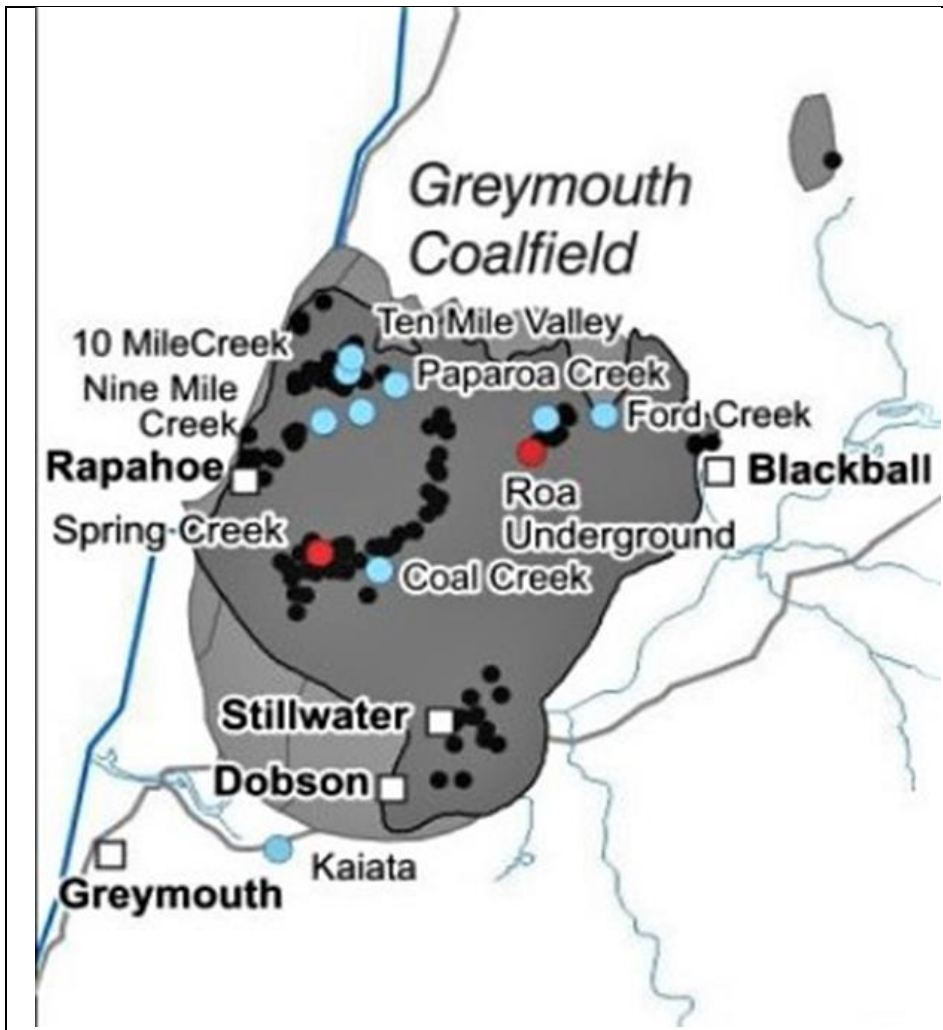 Greymouth
Coalfield
Ten Mile Valley
10 MileCreek
Paparoa Creek
Nine Mile
Creek
Ford Creek
Rapahoe
Blackball
Roa
Underground
Spring Creek
Coal Creek
Stillwater
Dobson
Kaiata
Greymouth